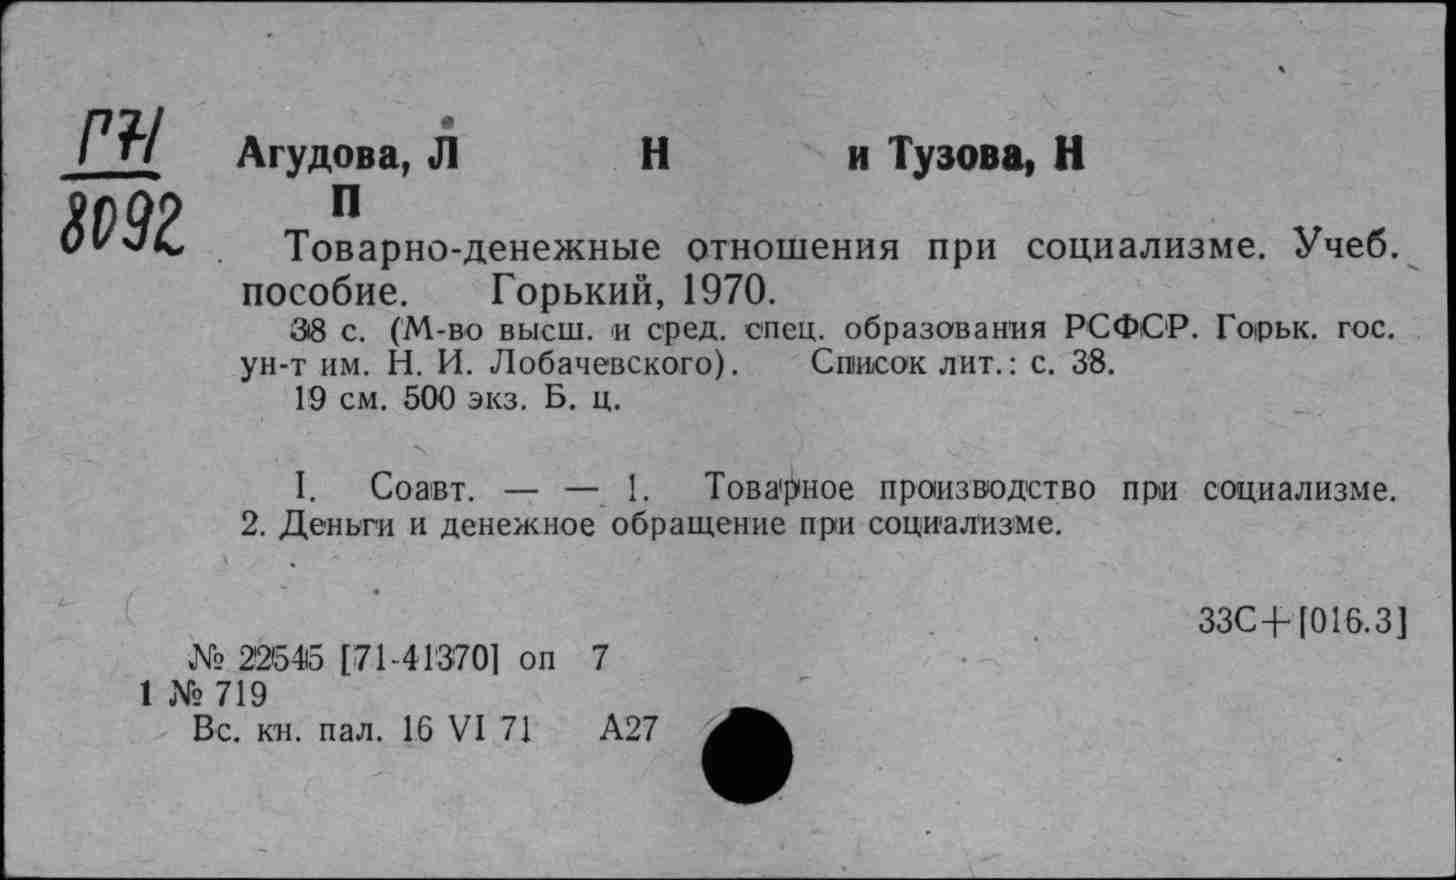 ГН
8092
Агудова, Л Н и Тузова, Н
П
Товарно-денежные отношения при социализме. Учеб.
пособие. Горький, 1970.
38 с. (М-во высш. и сред. спец. образования РСФСР. Горьк. гос.
ун-т им. Н. И. Лобачевского). Список лит.: с. 38.
19 см. 500 экз. Б. ц.
I. Соавт. — — 1. Товарное производство при социализме.
2. Деньги и денежное обращение при социализме.
33С+[016.3]
№ 22545 [71-41370] оп 7
1 № 719
Вс. кн. пал. 16 VI 71 А27